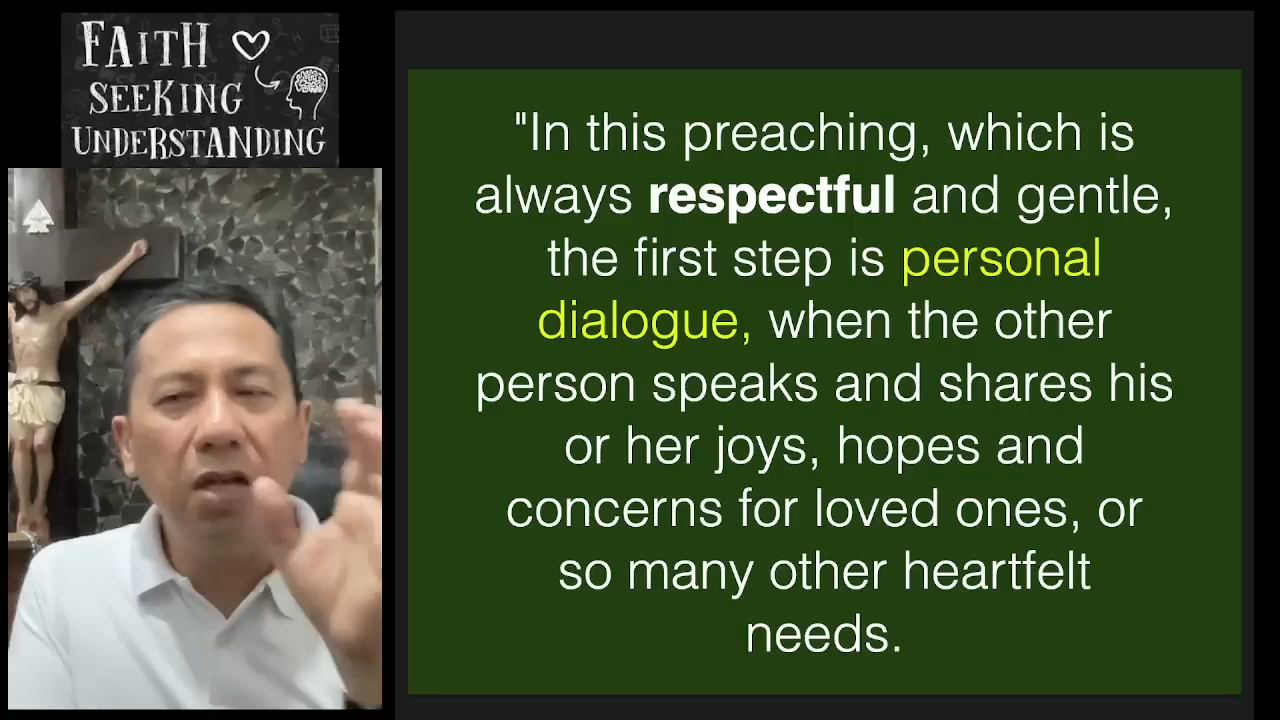 FAITH
SEEKING
UNDERSTANDING
"In this preaching, which is
always respectful and gentle,
the first step is personal
dialogue, when the other
person speaks and shares his
or her joys, hopes and
concerns for loved ones, or
so many other heartfelt
needs.